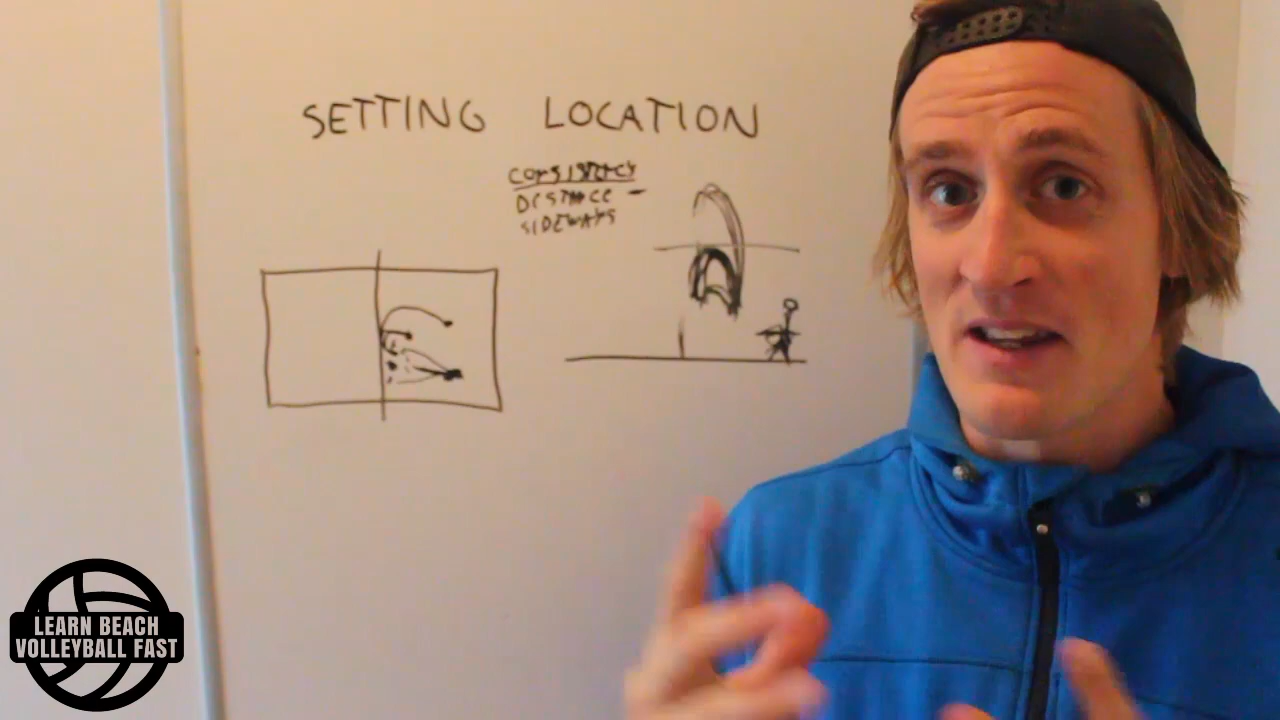 SETTING LOCATION
CONSISTENCY
DISTANCE -
SIDEWAYS
LEARN BEACH
VOLLEYBALL FAST